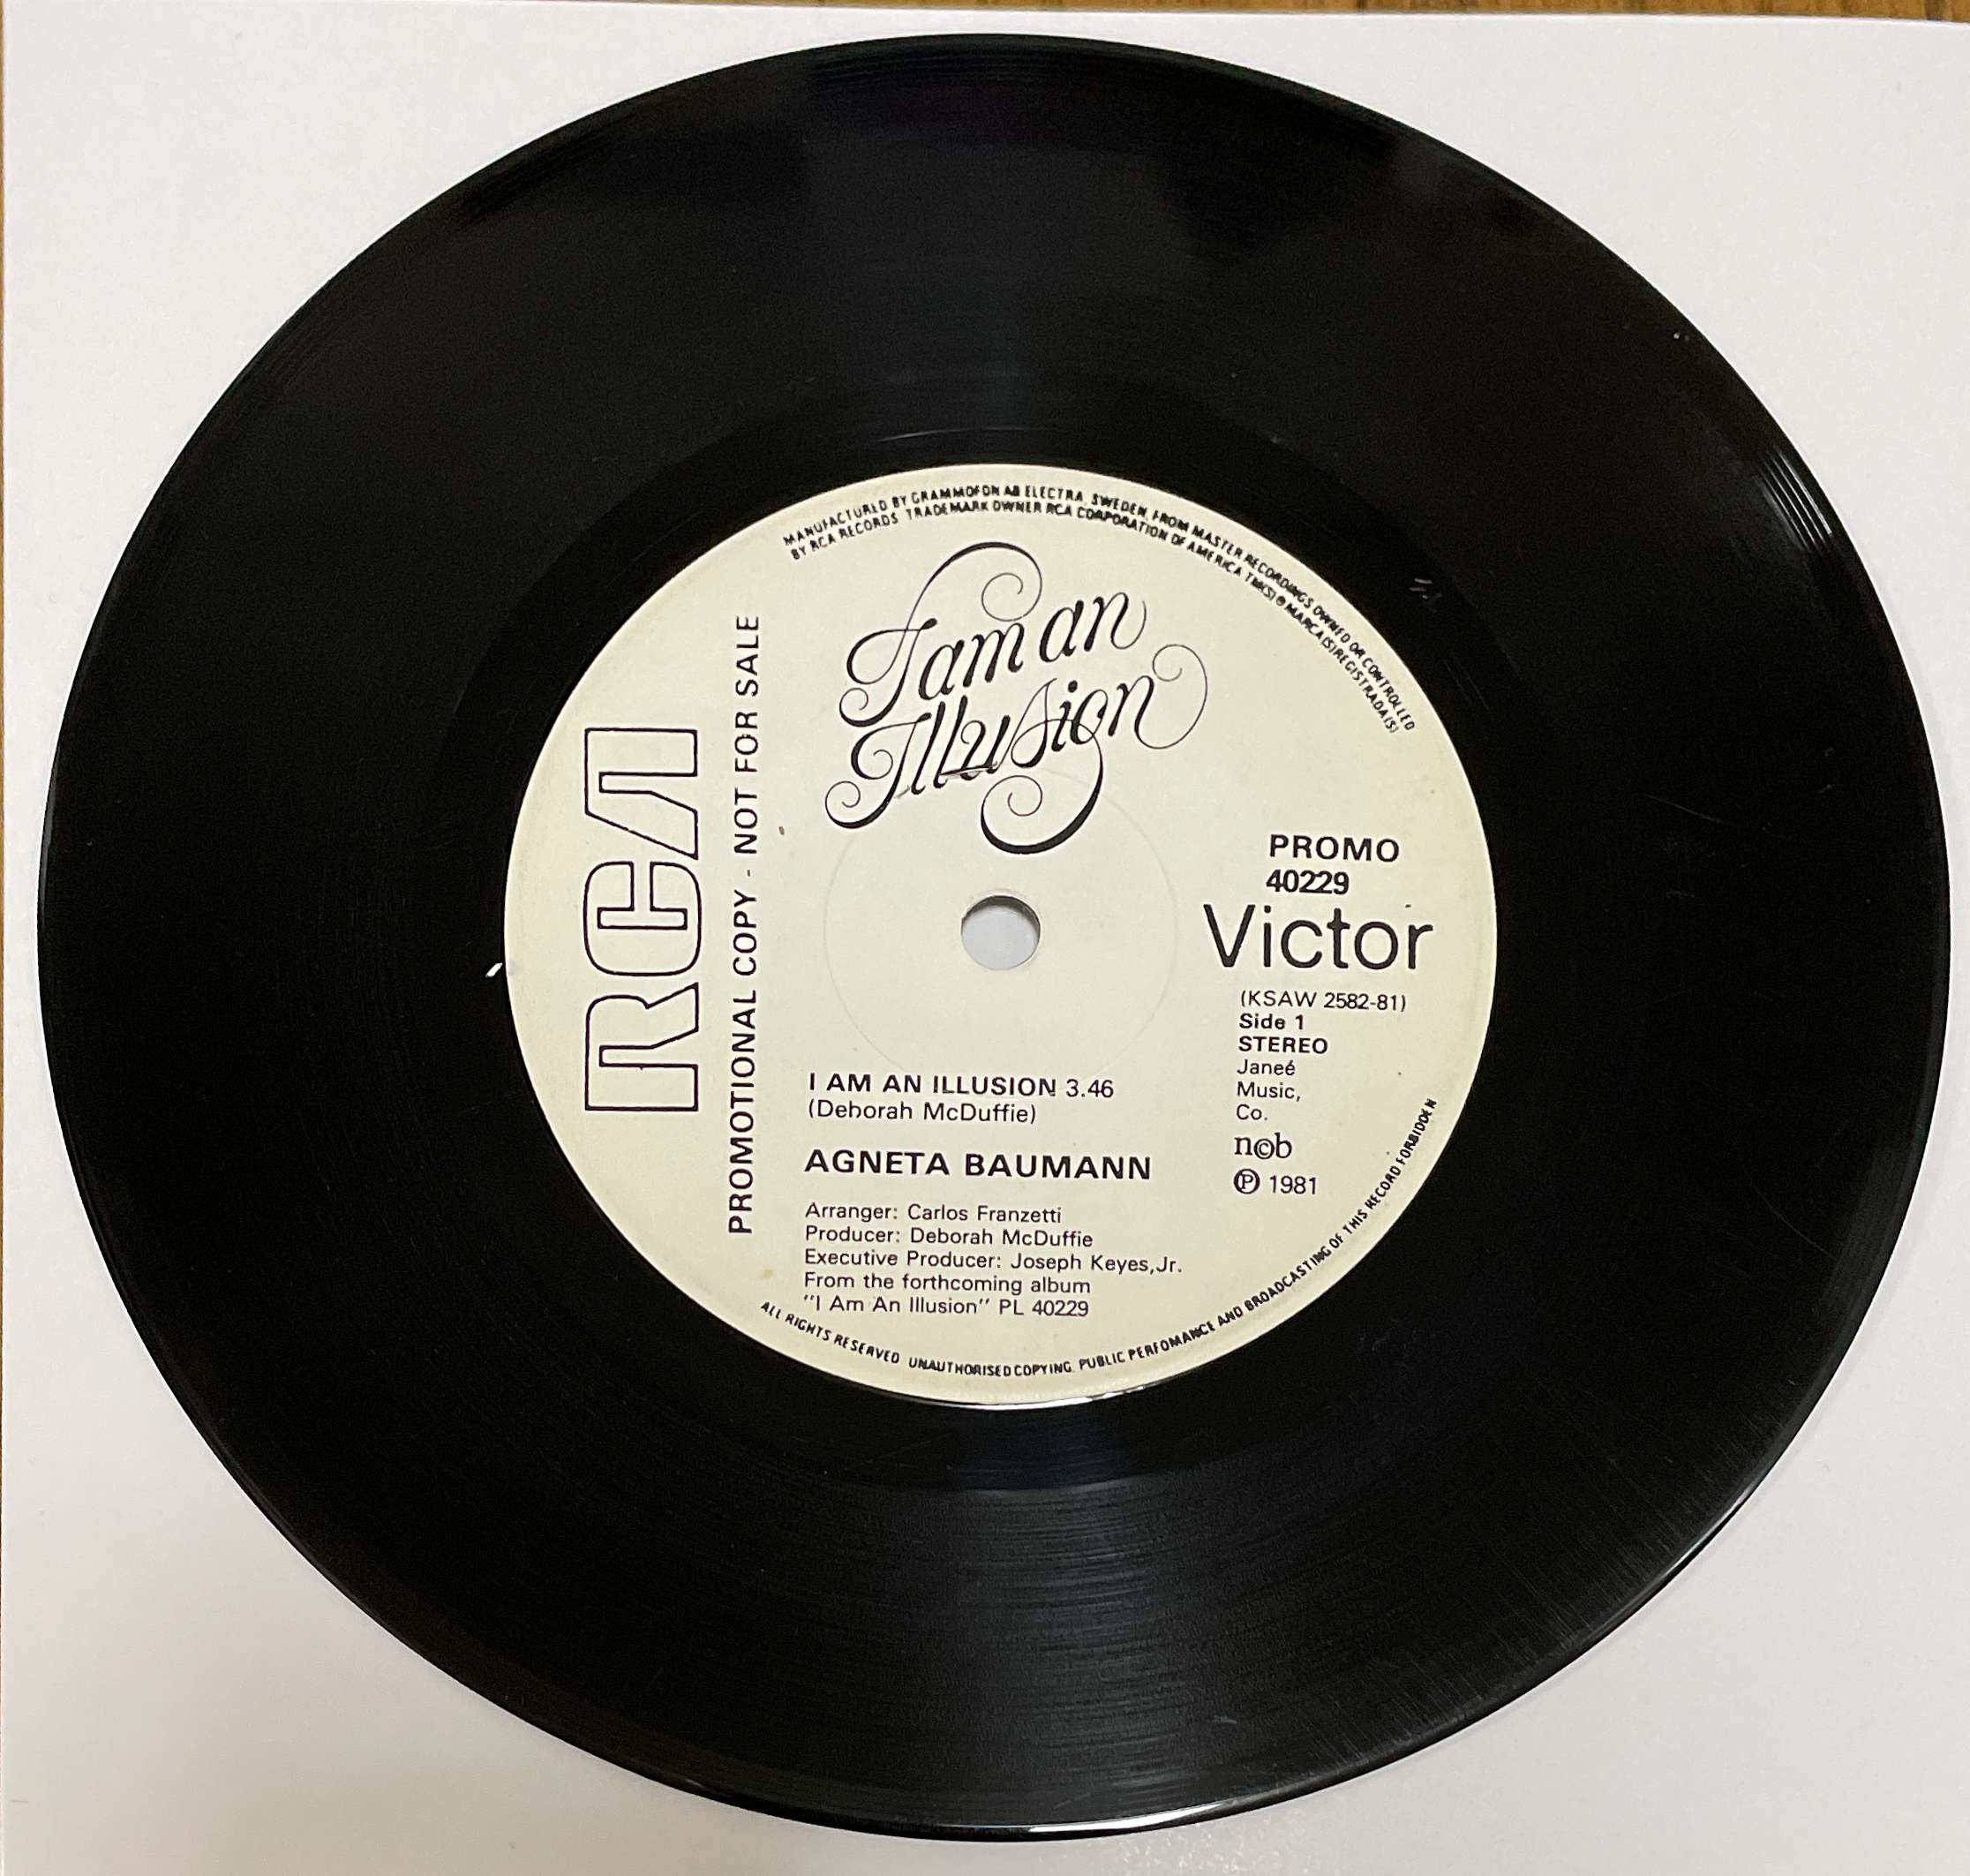 MANUFACTURED BY GRAMMOFON AB ELECTRA, SWEDEN, FROM MASTER RECORDINGS OWNED OR CONTROLLED
BY RCA RECORDS TRADEMARK OWNER RCA CORPORATION OF AMERICA TM(S) ® MARCA(S) REGISTRADA(S)
I am an
Illusion
RCA
PROMOTIONAL COPY - NOT FOR SALE
PROMO
40229
Victor
(KSAW 2582-81)
Side 1
STEREO
Janeé
Music,
Co.
n©b
℗ 1981
I AM AN ILLUSION 3.46
(Deborah McDuffie)
AGNETA BAUMANN
Arranger: Carlos Franzetti
Producer: Deborah McDuffie
Executive Producer: Joseph Keyes,Jr.
From the forthcoming album
"I Am An Illusion" PL 40229
ALL RIGHTS RESERVED UNAUTHORISED COPYING. PUBLIC PERFOMANCE AND BROADCASTING OF THIS RECORD FORBIDDEN